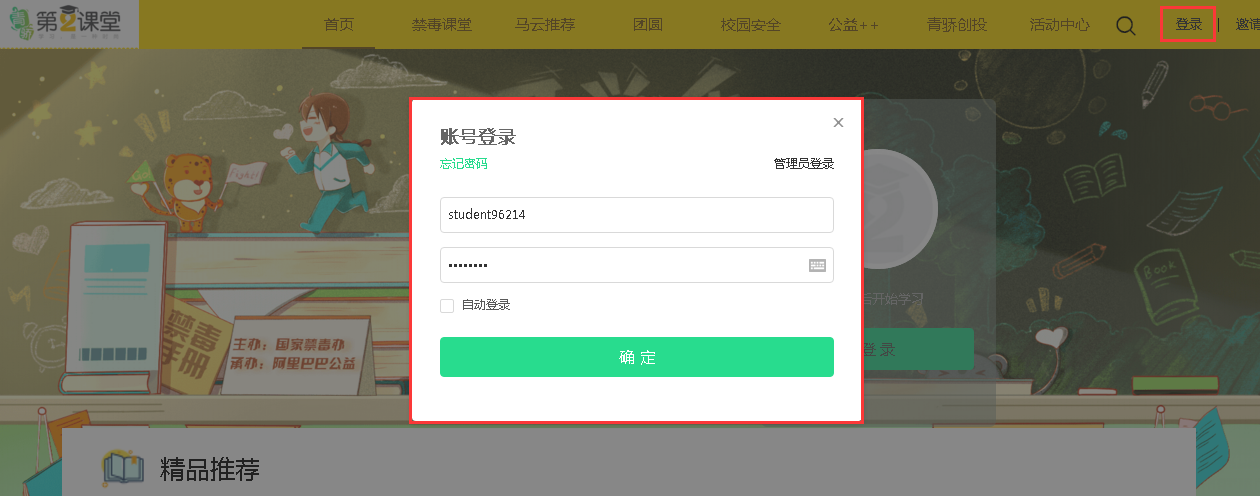 第2课堂
首页 禁毒课堂 马云推荐 团圆 校园安全 公益++ 青骄创投 活动中心 登录 | 邀请
账号登录
忘记密码 管理员登录
student96214
••••••••
自动登录
确 定
后开始学习
登 录
Fight!
Book
禁毒手册
主办：国家禁毒办
承办：阿里巴巴公益
精品推荐